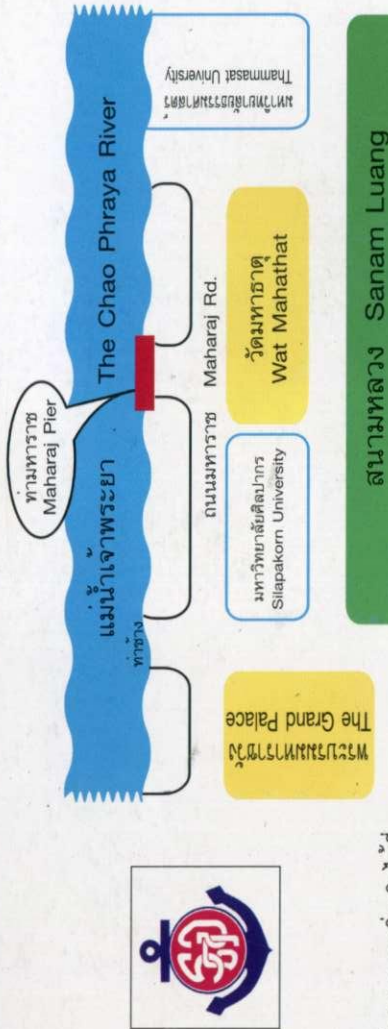 ท่ามหาราช
Maharaj Pier
แม่น้ำเจ้าพระยา
The Chao Phraya River
ท่าช้าง
ถนนมหาราช Maharaj Rd.
พระบรมมหาราชวัง
The Grand Palace
มหาวิทยาลัยศิลปากร
Silapakorn University
วัดมหาธาตุ
Wat Mahathat
มหาวิทยาลัยธรรมศาสตร์
Thammasat University
สนามหลวง Sanam Luang